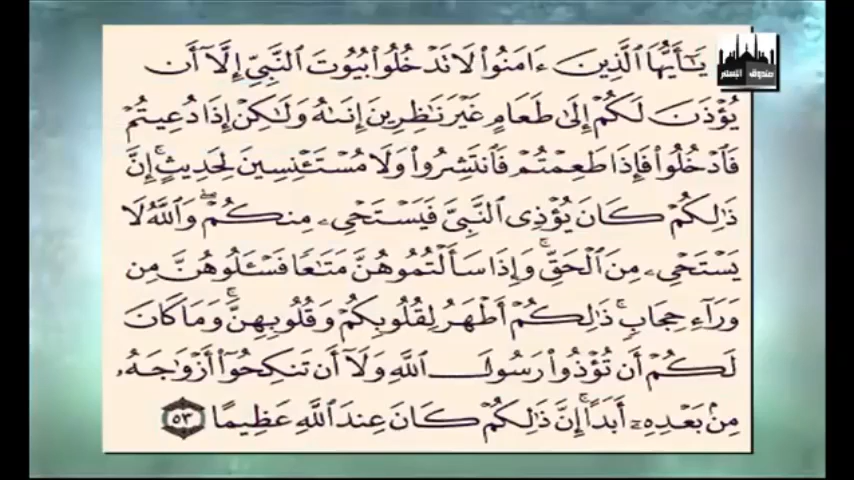 يَـٰٓأَيُّهَا ٱلَّذِينَ ءَامَنُوا۟ لَا تَدْخُلُوا۟ بُيُوتَ ٱلنَّبِىِّ إِلَّآ أَن
يُؤْذَنَ لَكُمْ إِلَىٰ طَعَامٍ غَيْرَ نَـٰظِرِينَ إِنَىٰهُ وَلَـٰكِنْ إِذَا دُعِيتُمْ
فَٱدْخُلُوا۟ فَإِذَا طَعِمْتُمْ فَٱنتَشِرُوا۟ وَلَا مُسْتَـْٔنِسِينَ لِحَدِيثٍ ۚ إِنَّ
ذَٰلِكُمْ كَانَ يُؤْذِى ٱلنَّبِىَّ فَيَسْتَحْىِۦ مِنكُمْ ۖ وَٱللَّهُ لَا
يَسْتَحْىِۦ مِنَ ٱلْحَقِّ ۚ وَإِذَا سَأَلْتُمُوهُنَّ مَتَـٰعًا فَسْـَٔلُوهُنَّ مِن
وَرَآءِ حِجَابٍ ۚ ذَٰلِكُمْ أَطْهَرُ لِقُلُوبِكُمْ وَقُلُوبِهِنَّ ۚ وَمَا كَانَ
لَكُمْ أَن تُؤْذُوا۟ رَسُولَ ٱللَّهِ وَلَآ أَن تَنكِحُوٓا۟ أَزْوَٰجَهُۥ
مِنۢ بَعْدِهِۦٓ أَبَدًا ۚ إِنَّ ذَٰلِكُمْ كَانَ عِندَ ٱللَّهِ عَظِيمًا ٥٣
صندوق